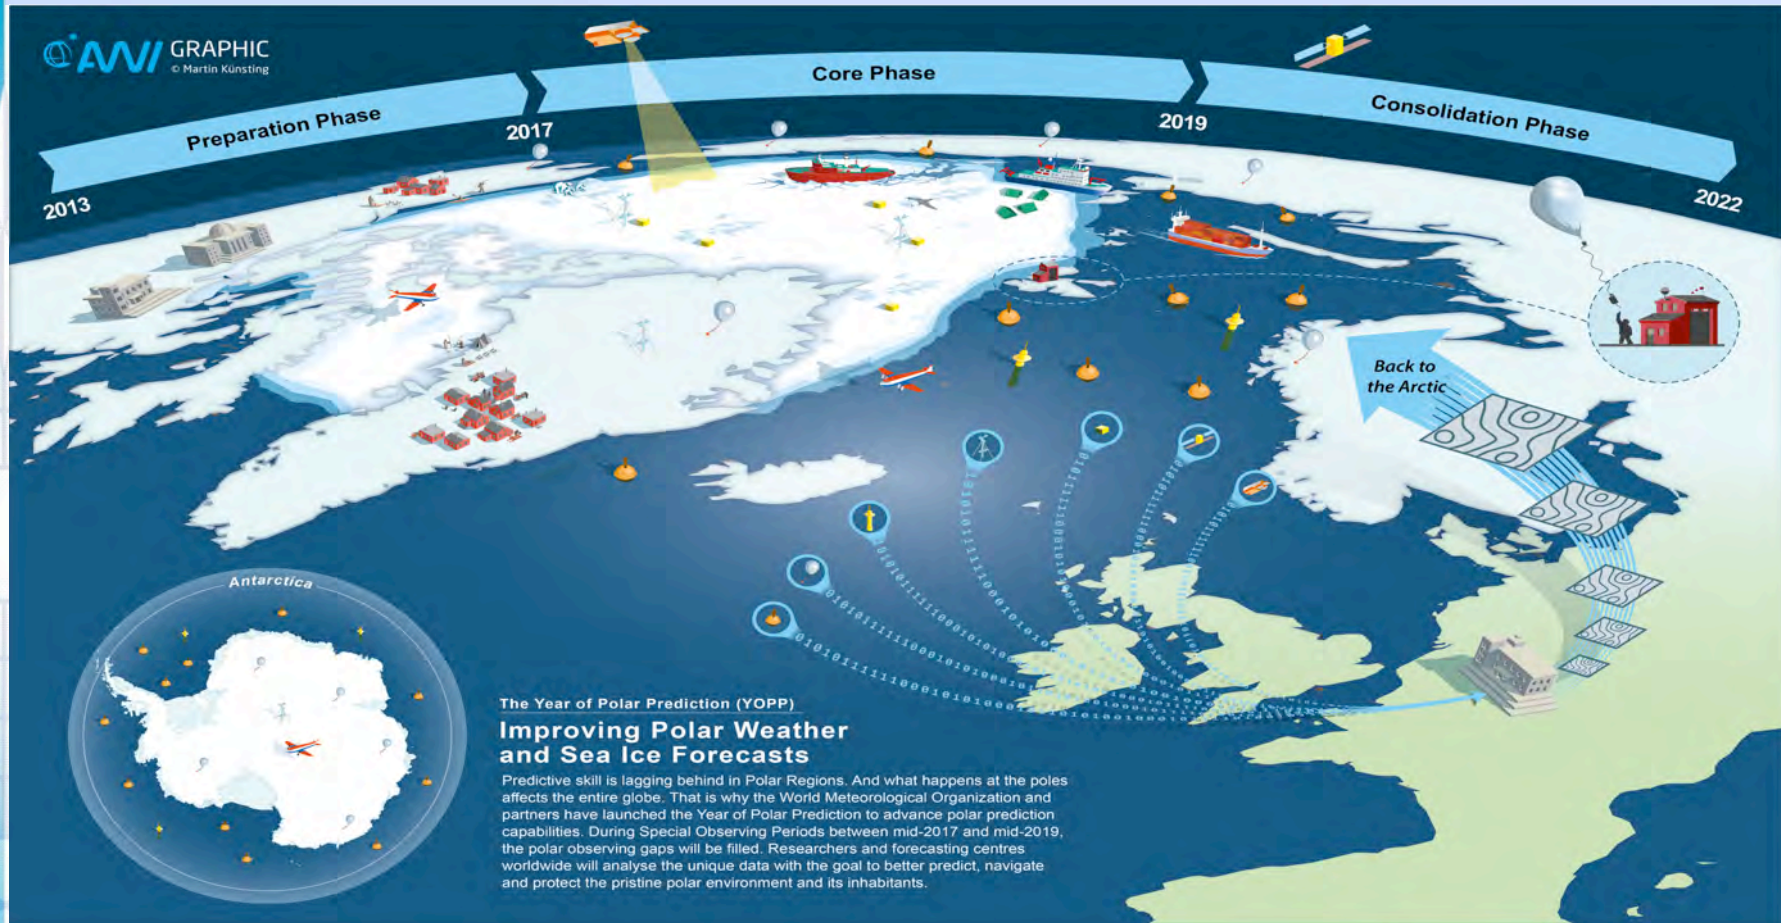 AWI GRAPHIC
© Martin Künsting
Preparation Phase
Core Phase
Consolidation Phase
2013
2017
2019
2022
Back to
the Arctic
Antarctica
The Year of Polar Prediction (YOPP)
Improving Polar Weather
and Sea Ice Forecasts
Predictive skill is lagging behind in Polar Regions. And what happens at the poles
affects the entire globe. That is why the World Meteorological Organization and
partners have launched the Year of Polar Prediction to advance polar prediction
capabilities. During Special Observing Periods between mid-2017 and mid-2019,
the polar observing gaps will be filled. Researchers and forecasting centres
worldwide will analyse the unique data with the goal to better predict, navigate
and protect the pristine polar environment and its inhabitants.